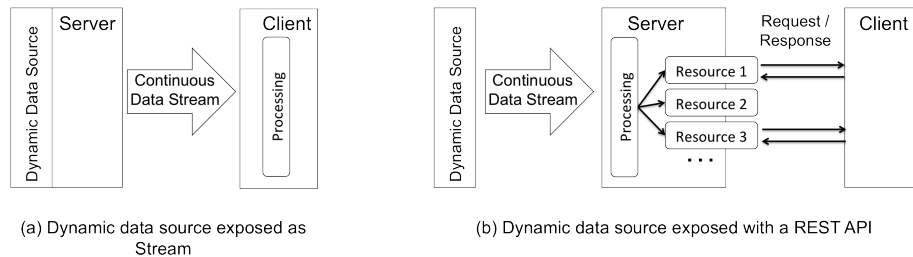 Dynamic Data Source
Server
Continuous
Data Stream
Client
Processing
(a) Dynamic data source exposed as
Stream
Dynamic Data Source
Continuous
Data Stream
Server
Processing
Resource 1
Resource 2
Resource 3
...
Request /
Response
Client
(b) Dynamic data source exposed with a REST API